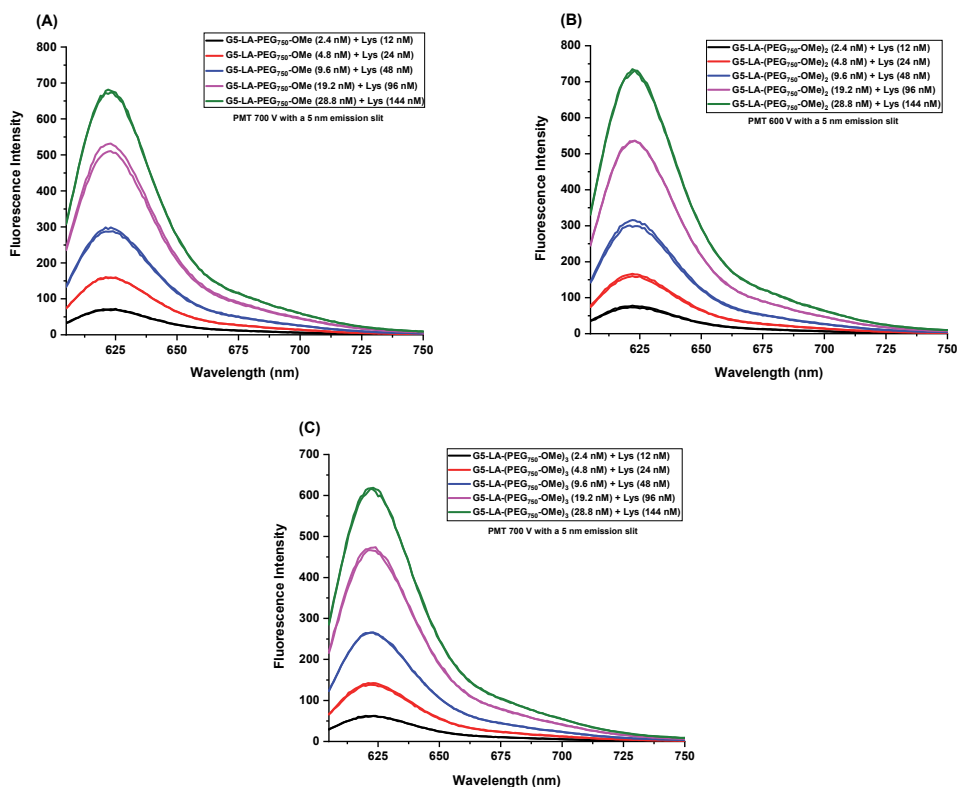 (A)
G5-LA-PEG₇₅₀-OMe (2.4 nM) + Lys (12 nM)
G5-LA-PEG₇₅₀-OMe (4.8 nM) + Lys (24 nM)
G5-LA-PEG₇₅₀-OMe (9.6 nM) + Lys (48 nM)
G5-LA-PEG₇₅₀-OMe (19.2 nM) + Lys (96 nM)
G5-LA-PEG₇₅₀-OMe (28.8 nM) + Lys (144 nM)
PMT 700 V with a 5 nm emission slit
Fluorescence Intensity
800
700
600
500
400
300
200
100
0
625 650 675 700 725 750
Wavelength (nm)
(B)
G5-LA-(PEG₇₅₀-OMe)₂ (2.4 nM) + Lys (12 nM)
G5-LA-(PEG₇₅₀-OMe)₂ (4.8 nM) + Lys (24 nM)
G5-LA-(PEG₇₅₀-OMe)₂ (9.6 nM) + Lys (48 nM)
G5-LA-(PEG₇₅₀-OMe)₂ (19.2 nM) + Lys (96 nM)
G5-LA-(PEG₇₅₀-OMe)₂ (28.8 nM) + Lys (144 nM)
PMT 600 V with a 5 nm emission slit
Fluorescence Intensity
800
700
600
500
400
300
200
100
0
625 650 675 700 725 750
Wavelength (nm)
(C)
G5-LA-(PEG₇₅₀-OMe)₃ (2.4 nM) + Lys (12 nM)
G5-LA-(PEG₇₅₀-OMe)₃ (4.8 nM) + Lys (24 nM)
G5-LA-(PEG₇₅₀-OMe)₃ (9.6 nM) + Lys (48 nM)
G5-LA-(PEG₇₅₀-OMe)₃ (19.2 nM) + Lys (96 nM)
G5-LA-(PEG₇₅₀-OMe)₃ (28.8 nM) + Lys (144 nM)
PMT 700 V with a 5 nm emission slit
Fluorescence Intensity
700
600
500
400
300
200
100
0
625 650 675 700 725 750
Wavelength (nm)